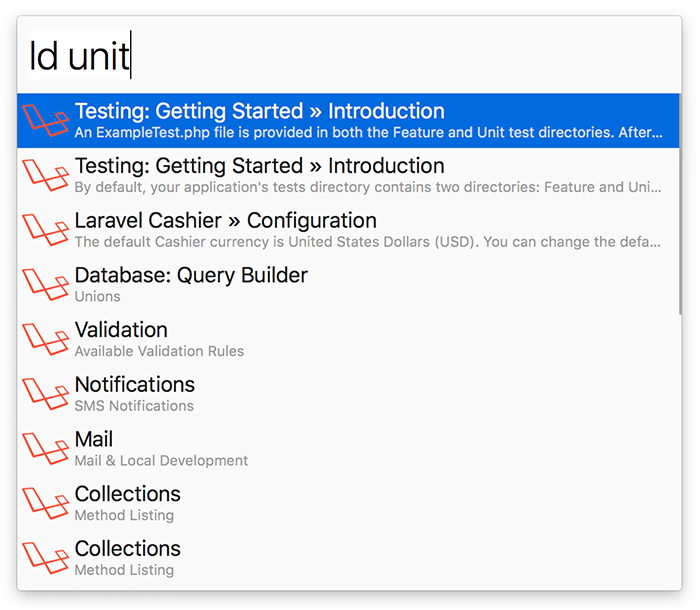 ld unit
Testing: Getting Started » Introduction
An ExampleTest.php file is provided in both the Feature and Unit test directories. After...
Testing: Getting Started » Introduction
By default, your application's tests directory contains two directories: Feature and Uni...
Laravel Cashier » Configuration
The default Cashier currency is United States Dollars (USD). You can change the defa...
Database: Query Builder
Unions
Validation
Available Validation Rules
Notifications
SMS Notifications
Mail
Mail & Local Development
Collections
Method Listing
Collections
Method Listing